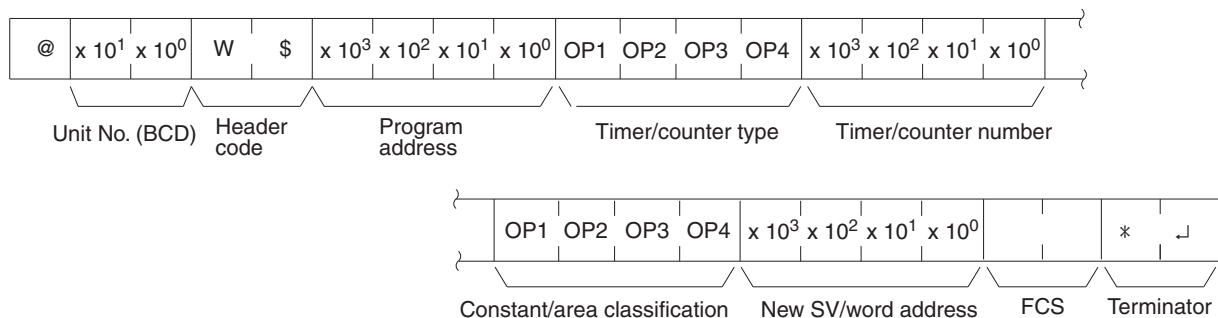 @ x 10¹ x 10⁰ W $ x 10³ x 10² x 10¹ x 10⁰ OP1 OP2 OP3 OP4 x 10³ x 10² x 10¹ x 10⁰
Unit No. (BCD) Header code Program address Timer/counter type Timer/counter number
OP1 OP2 OP3 OP4 x 10³ x 10² x 10¹ x 10⁰ * ↵
Constant/area classification New SV/word address FCS Terminator